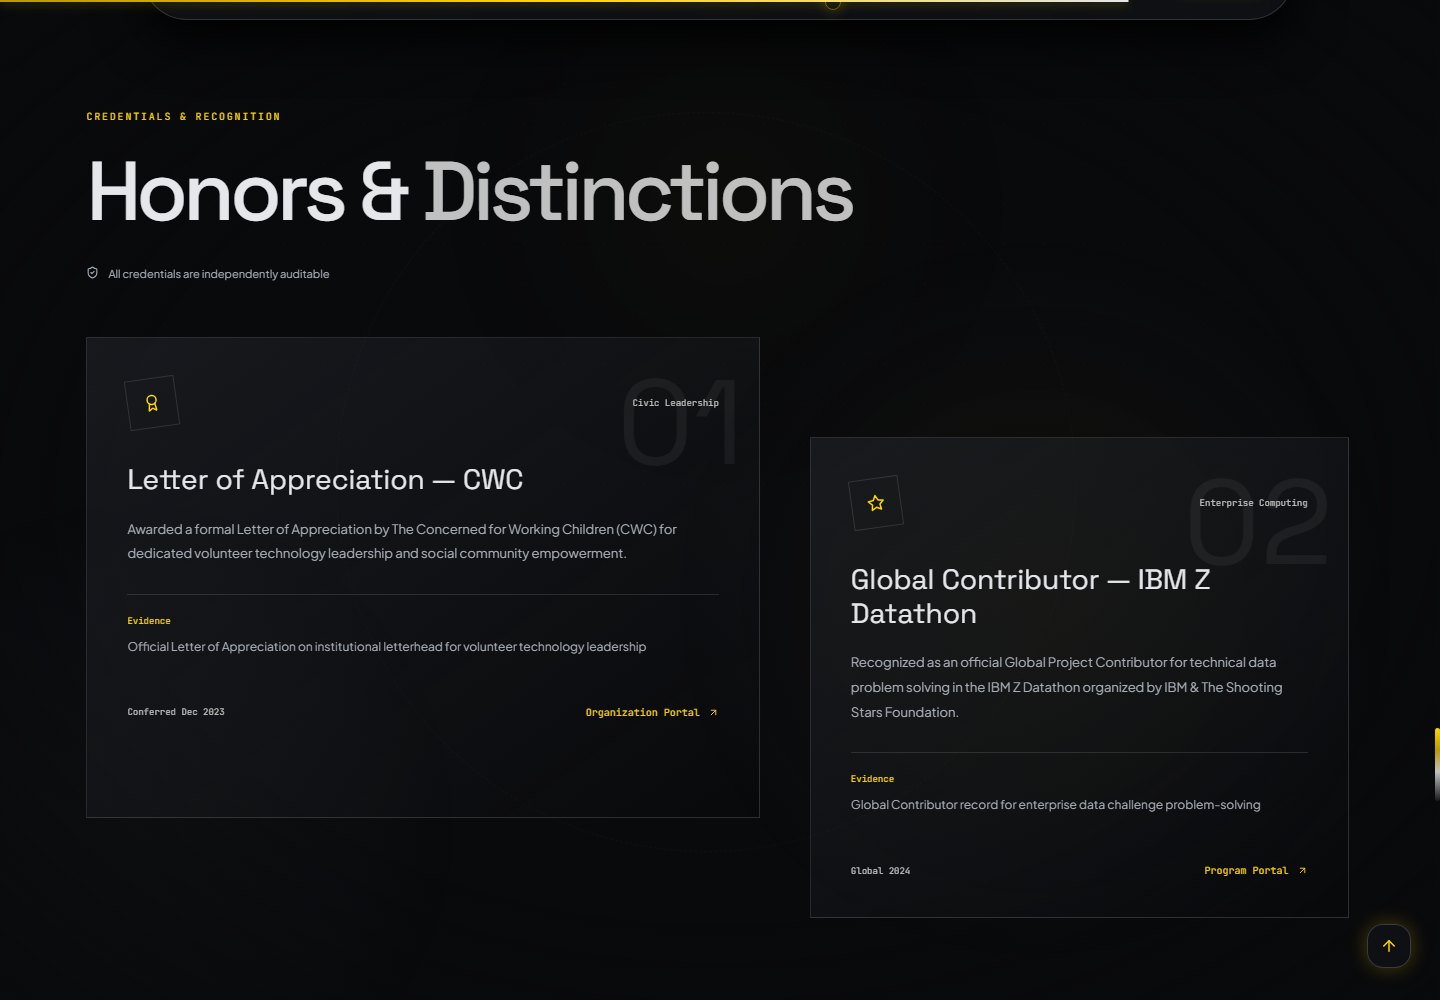 CREDENTIALS & RECOGNITION
Honors & Distinctions
All credentials are independently auditable
01
Civic Leadership
Letter of Appreciation — CWC
Awarded a formal Letter of Appreciation by The Concerned for Working Children (CWC) for
dedicated volunteer technology leadership and social community empowerment.
Evidence
Official Letter of Appreciation on institutional letterhead for volunteer technology leadership
Conferred Dec 2023
Organization Portal
02
Enterprise Computing
Global Contributor — IBM Z
Datathon
Recognized as an official Global Project Contributor for technical data
problem solving in the IBM Z Datathon organized by IBM & The Shooting
Stars Foundation.
Evidence
Global Contributor record for enterprise data challenge problem-solving
Global 2024
Program Portal